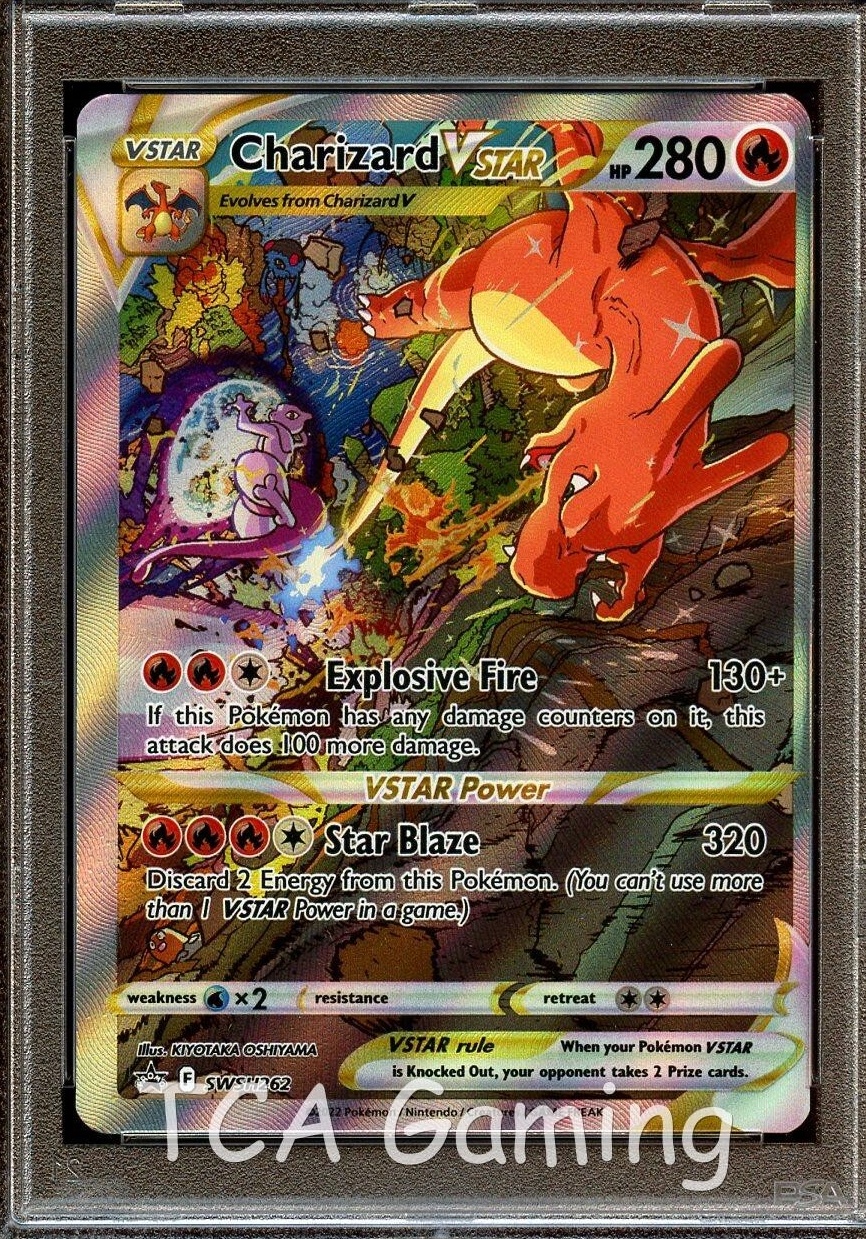 VSTAR
Charizard VSTAR
HP 280
Evolves from Charizard V
Explosive Fire 130+
If this Pokémon has any damage counters on it, this
attack does 100 more damage.
VSTAR Power
Star Blaze 320
Discard 2 Energy from this Pokémon. (You can't use more
than 1 VSTAR Power in a game.)
weakness ×2 resistance retreat
Illus. KIYOTAKA OSHIYAMA
VSTAR rule When your Pokémon VSTAR
is Knocked Out, your opponent takes 2 Prize cards.
F SWSH262
©2022 Pokémon / Nintendo /
TCA Gaming
PSA